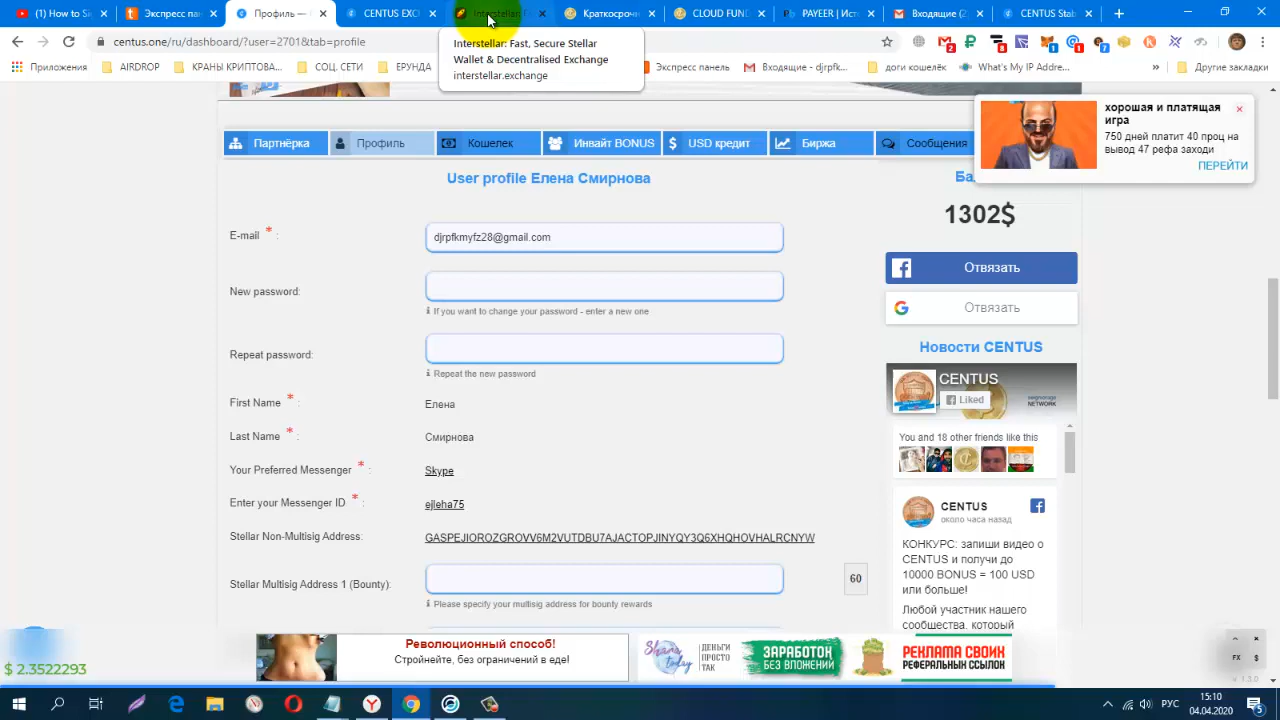 (1) How t
Экспресс пан
Профиль —
CENTUS EXC
Interstellar: F
Краткосроч
CLOUD FUN
PAYEER | Ист
Входящие (2
CENTUS Stab
centus.one/ru/dashboard/?user=27018&tab=profile
Interstellar: Fast, Secure Stellar
Wallet & Decentralised Exchange
interstellar.exchange
Приложения
AIRDROP
КРАНЫ КРИПТОВА...
СОЦ. СЕТИ
ЕРУНДА
Экспресс панель
Входящие - djrpfk...
доги кошелёк
What's My IP Addre...
»
Другие закладки
хорошая и платящая
игра
750 дней платит 40 проц на
вывод 47 рефа заходи
ПЕРЕЙТИ
Партнёрка
Профиль
Кошелек
Инвайт BONUS
USD кредит
Биржа
Сообщения
User profile Елена Смирнова
1302$
E-mail * :
djrpfkmyfz28@gmail.com
Отвязать
New password:
If you want to change your password - enter a new one
Отвязать
Repeat password:
Repeat the new password
Новости CENTUS
CENTUS
Liked
NETWORK
First Name * :
Елена
Last Name * :
Смирнова
You and 18 other friends like this
Your Preferred Messenger * :
Skype
Enter your Messenger ID * :
ejleha75
CENTUS
около часа назад
Stellar Non-Multisig Address:
GASPEJIOROZGROVV6M2VUTDBU7AJACTOPJINYQY3Q6XHQHOVHALRCNYW
КОНКУРС: запиши видео о
CENTUS и получи до
10000 BONUS = 100 USD
или больше!
Любой участник нашего
сообщества, который
Stellar Multisig Address 1 (Bounty):
60
Please specify your multisig address for bounty rewards
Революционный способ!
Стройнейте, без ограничений в еде!
Share today
ДЕНЬГИ
ПРОСТО
ТАК
ЗАРАБОТОК
БЕЗ ВЛОЖЕНИЙ
РЕКЛАМА СВОИХ
РЕФЕРАЛЬНЫХ ССЫЛОК
FX
$
v 1.3.0
$ 2.3522293
РУС
15:10
04.04.2020